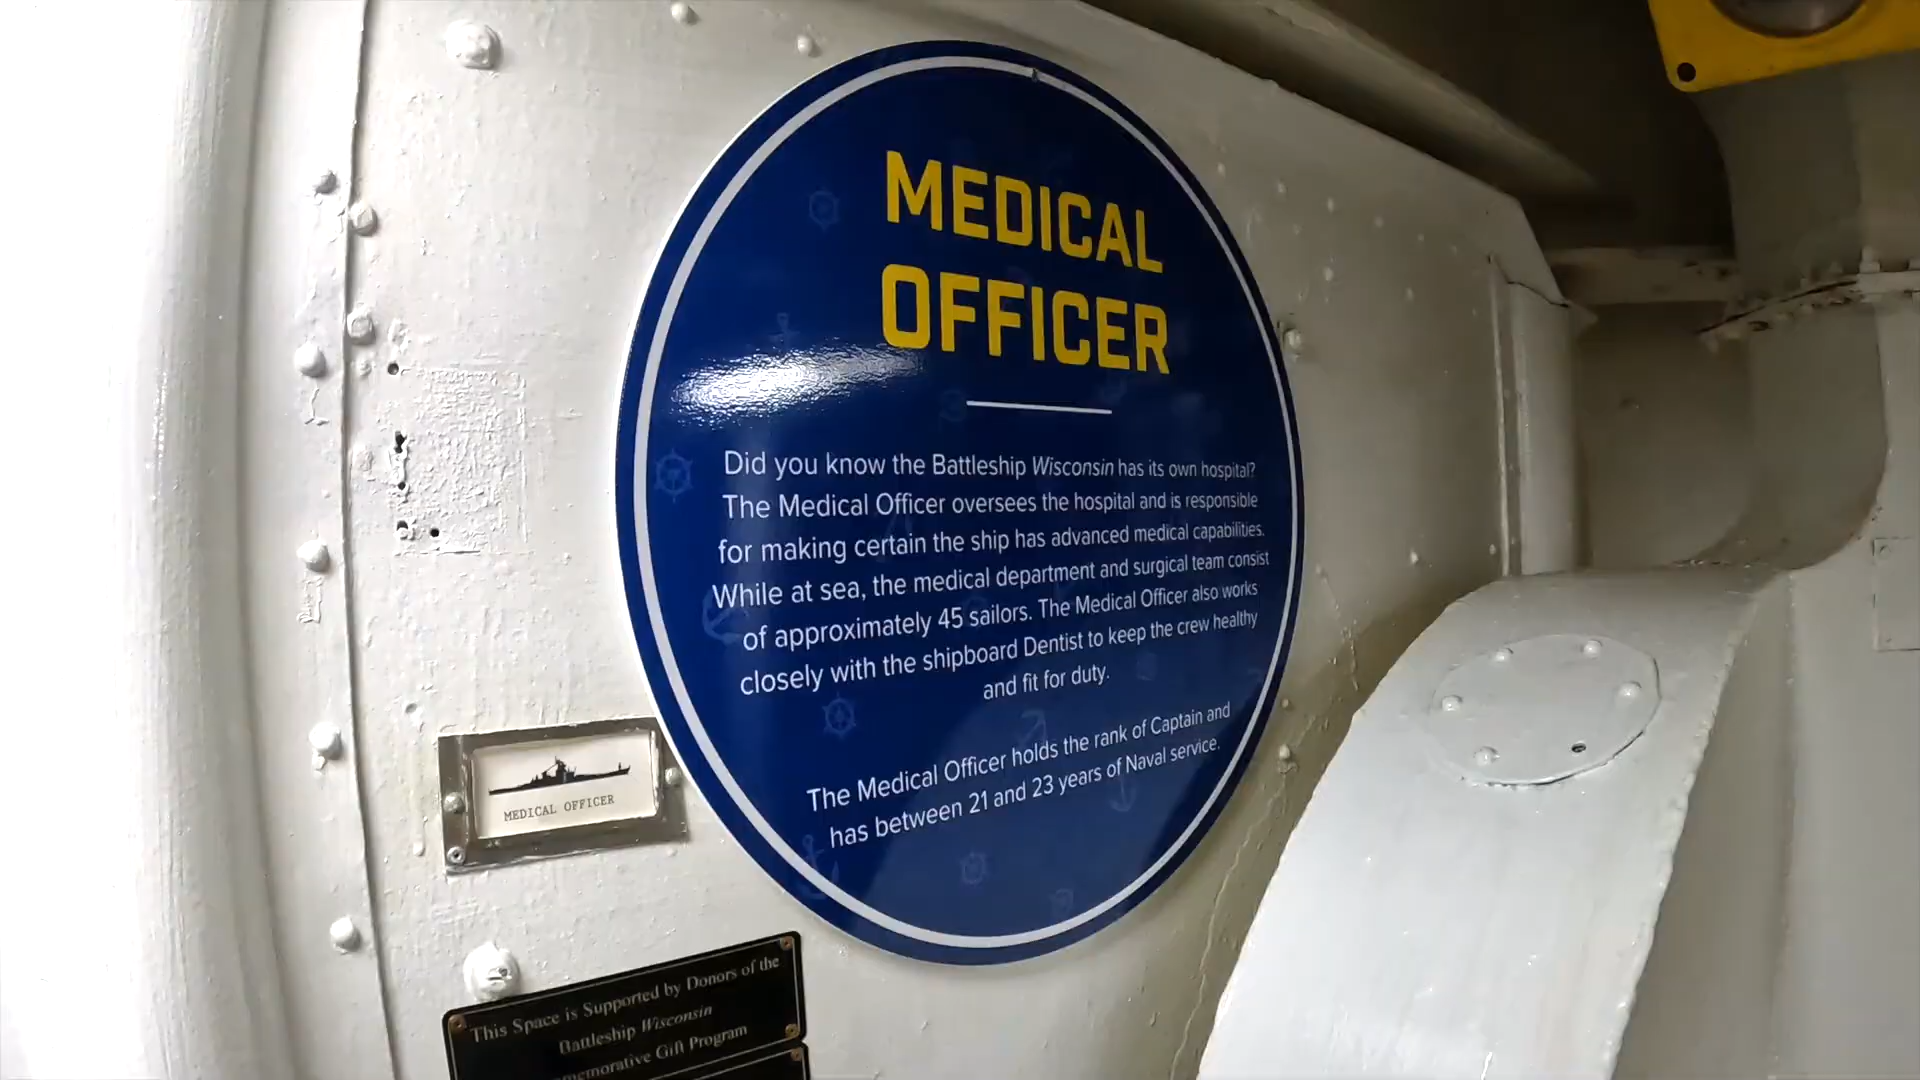 MEDICAL
OFFICER
Did you know the Battleship Wisconsin has its own hospital?
The Medical Officer oversees the hospital and is responsible
for making certain the ship has advanced medical capabilities.
While at sea, the medical department and surgical team consist
of approximately 45 sailors. The Medical Officer also works
closely with the shipboard Dentist to keep the crew healthy
and fit for duty.
The Medical Officer holds the rank of Captain and
has between 21 and 23 years of Naval service.
MEDICAL OFFICER
This Space is Supported by Donors of the
Battleship Wisconsin
Gift Program